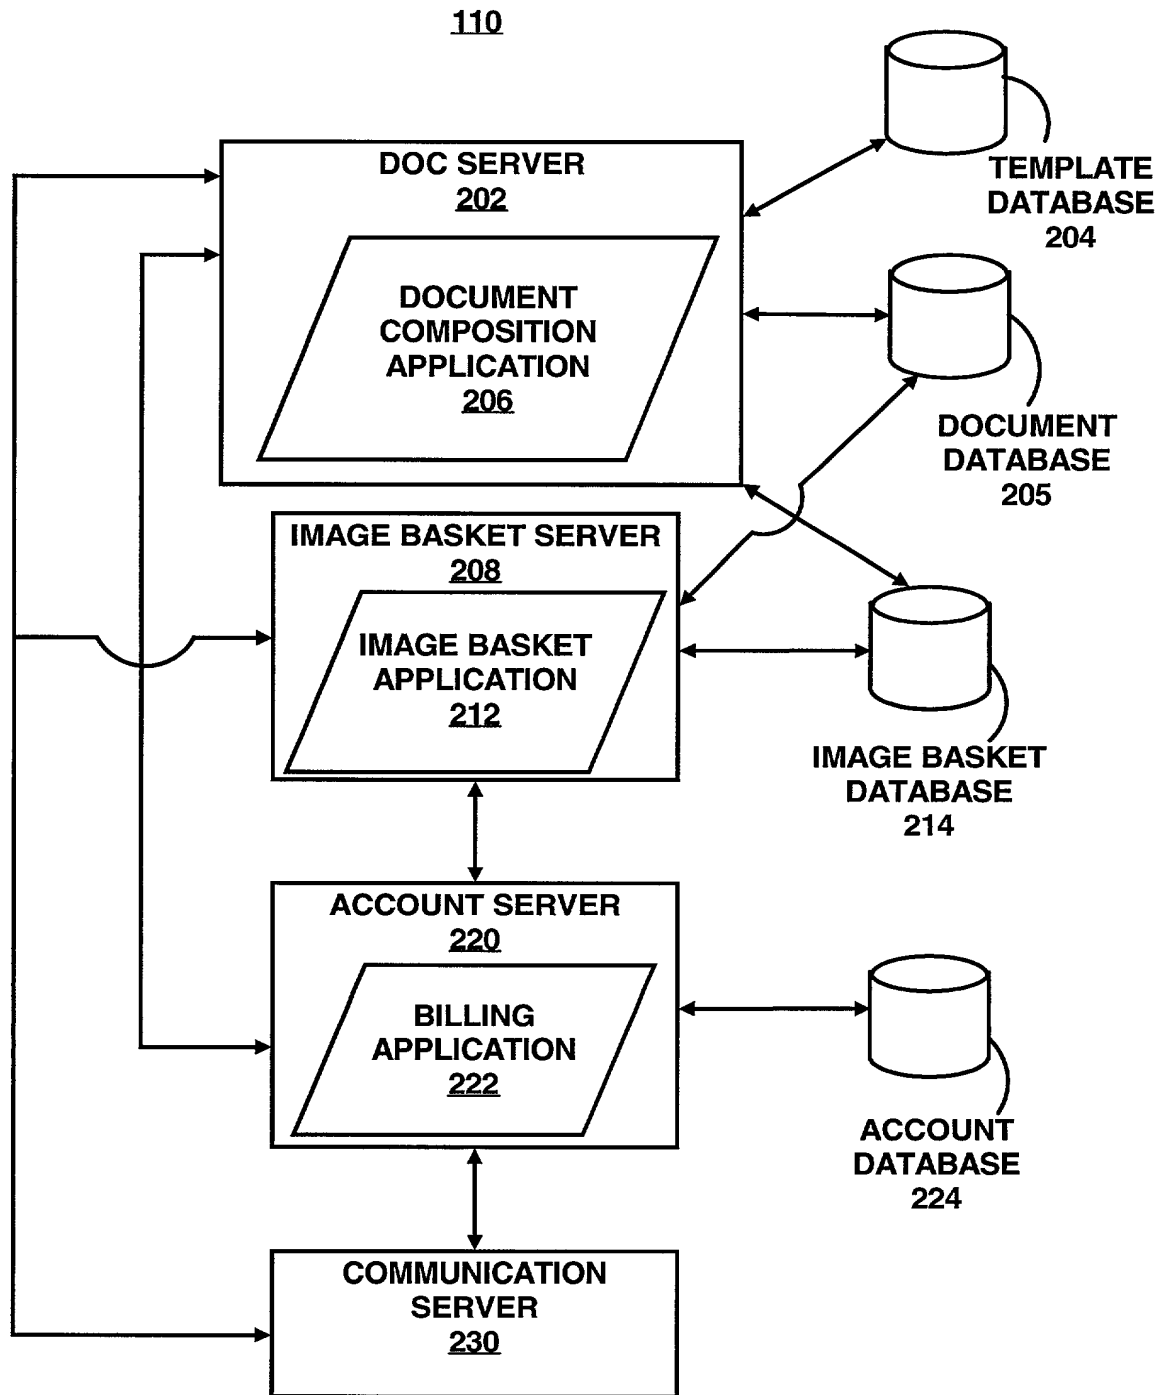 110
DOC SERVER
202
DOCUMENT
COMPOSITION
APPLICATION
206
TEMPLATE
DATABASE
204
DOCUMENT
DATABASE
205
IMAGE BASKET SERVER
208
IMAGE BASKET
APPLICATION
212
IMAGE BASKET
DATABASE
214
ACCOUNT SERVER
220
BILLING
APPLICATION
222
ACCOUNT
DATABASE
224
COMMUNICATION
SERVER
230